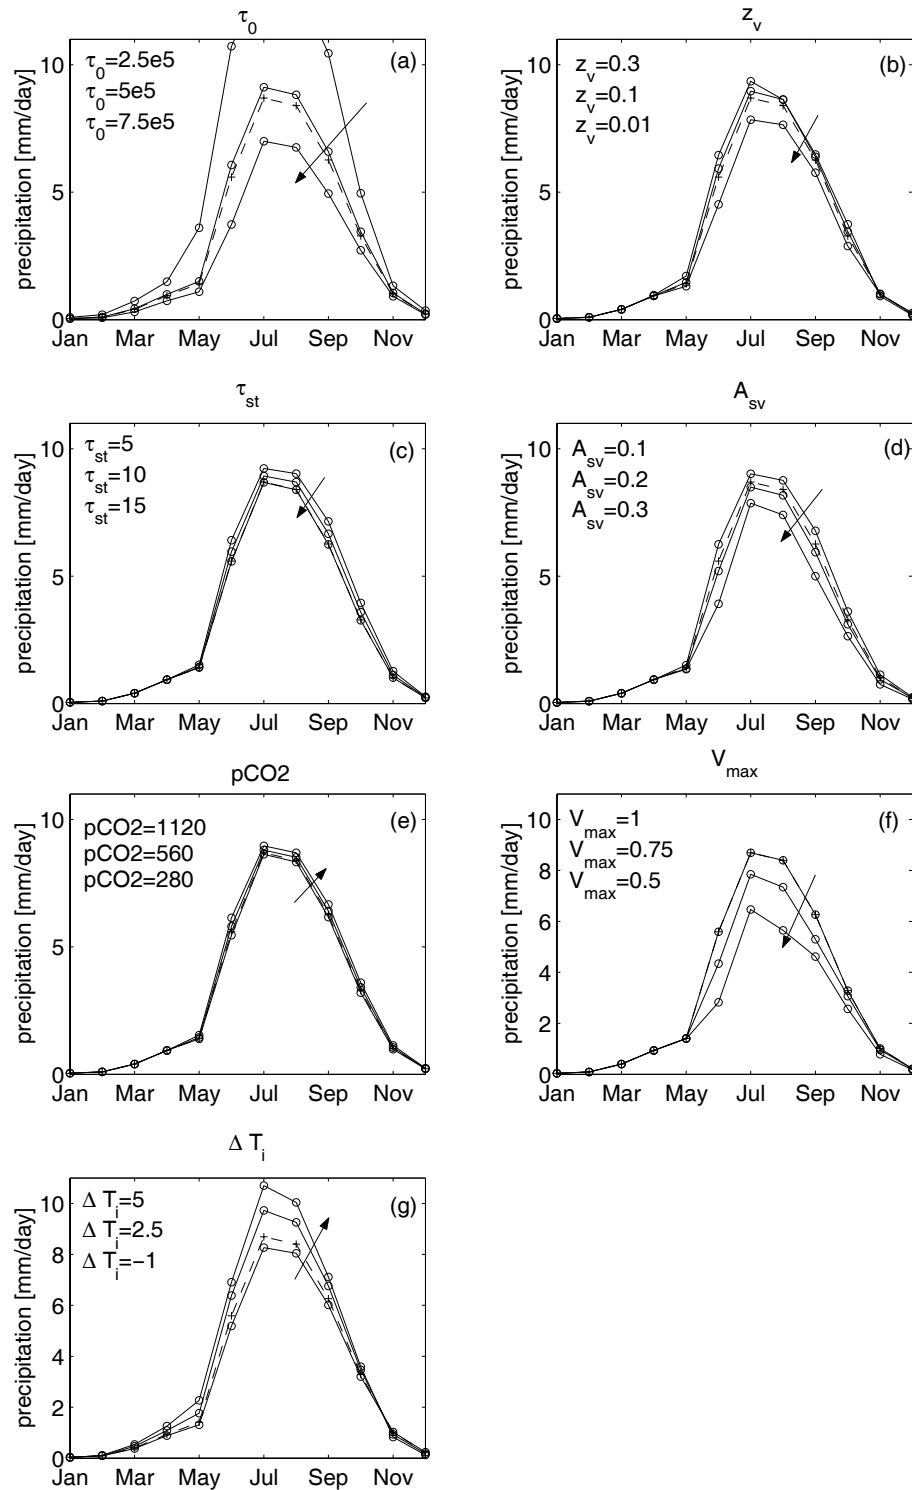 τ0
(a)
τ0=2.5e5
τ0=5e5
τ0=7.5e5
precipitation [mm/day]
10
5
0
Jan Mar May Jul Sep Nov
zv
(b)
zv=0.3
zv=0.1
zv=0.01
precipitation [mm/day]
10
5
0
Jan Mar May Jul Sep Nov
τst
(c)
τst=5
τst=10
τst=15
precipitation [mm/day]
10
5
0
Jan Mar May Jul Sep Nov
Asv
(d)
Asv=0.1
Asv=0.2
Asv=0.3
precipitation [mm/day]
10
5
0
Jan Mar May Jul Sep Nov
pCO2
(e)
pCO2=1120
pCO2=560
pCO2=280
precipitation [mm/day]
10
5
0
Jan Mar May Jul Sep Nov
Vmax
(f)
Vmax=1
Vmax=0.75
Vmax=0.5
precipitation [mm/day]
10
8
6
4
2
0
Jan Mar May Jul Sep Nov
Δ Ti
(g)
Δ Ti=5
Δ Ti=2.5
Δ Ti=−1
precipitation [mm/day]
10
8
6
4
2
0
Jan Mar May Jul Sep Nov